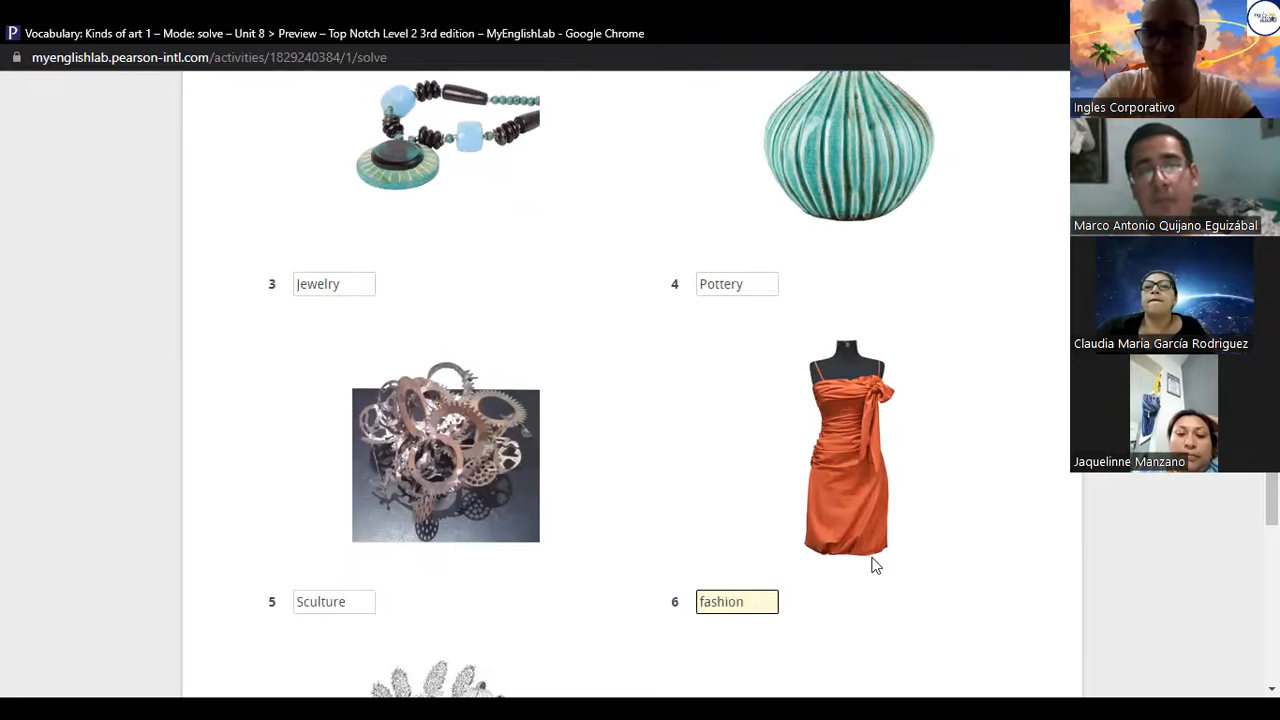 Vocabulary: Kinds of art 1 – Mode: solve – Unit 8 > Preview – Top Notch Level 2 3rd edition – MyEnglishLab - Google Chrome
myenglishlab.pearson-intl.com/activities/1829240384/1/solve
Ingles Corporativo
Marco Antonio Quijano Eguizábal
Claudia Maria García Rodriguez
Jaquelinne Manzano
3 Jewelry
4 Pottery
5 Sculture
6 fashion